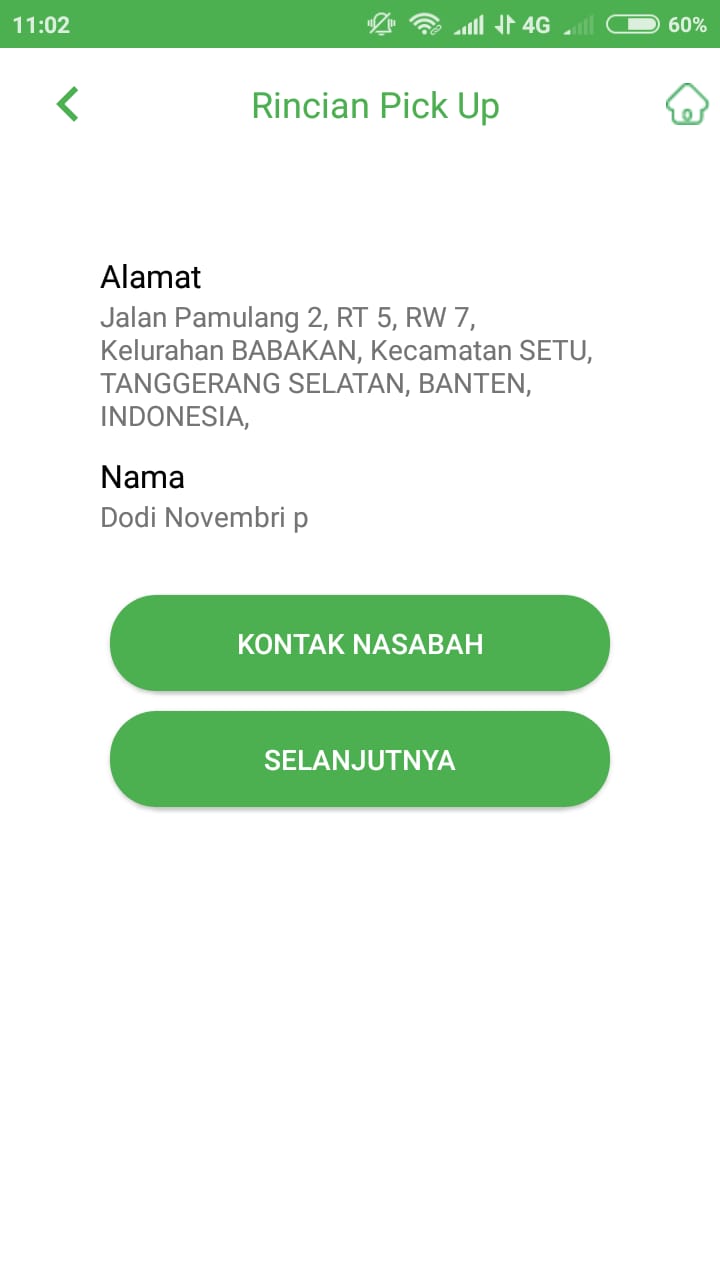 11:02
4G
60%
Rincian Pick Up
Alamat
Jalan Pamulang 2, RT 5, RW 7,
Kelurahan BABAKAN, Kecamatan SETU,
TANGGERANG SELATAN, BANTEN,
INDONESIA,
Nama
Dodi Novembri p
KONTAK NASABAH
SELANJUTNYA